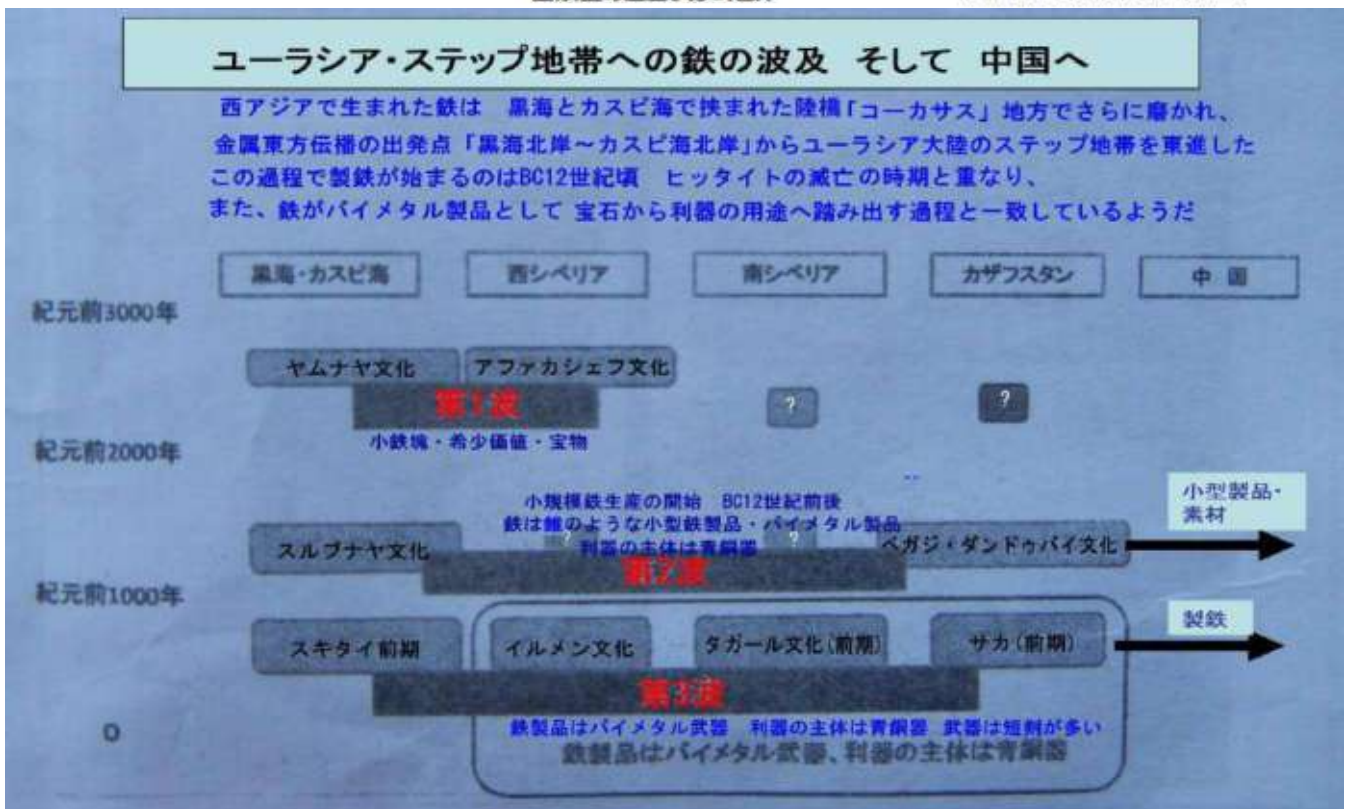 ユーラシア・ステップ地帯への鉄の波及 そして 中国へ
西アジアで生まれた鉄は 黒海とカスピ海で挟まれた陸橋「コーカサス」地方でさらに磨かれ、
金属東方伝播の出発点「黒海北岸～カスピ海北岸」からユーラシア大陸のステップ地帯を東進した
この過程で製鉄が始まるのはBC12世紀頃 ヒッタイトの滅亡の時期と重なり、
また、鉄がバイメタル製品として 宝石から利器の用途へ踏み出す過程と一致しているようだ
黒海・カスピ海 西シベリア 南シベリア カザフスタン 中国
紀元前3000年
ヤムナヤ文化 アファカシェフ文化
第1波 ? ?
小鉄塊・希少価値・宝物
紀元前2000年
小型製品・
素材
小規模鉄生産の開始 BC12世紀前後
鉄は錐のような小型鉄製品・バイメタル製品
利器の主体は青銅器
スルブナヤ文化 ? ? ベガジ・ダンドゥバイ文化
第2波
紀元前1000年
製鉄
スキタイ前期 イルメン文化 タガール文化(前期) サカ(前期)
第3波
鉄製品はバイメタル武器 利器の主体は青銅器 武器は短剣が多い
0
鉄製品はバイメタル武器、利器の主体は青銅器